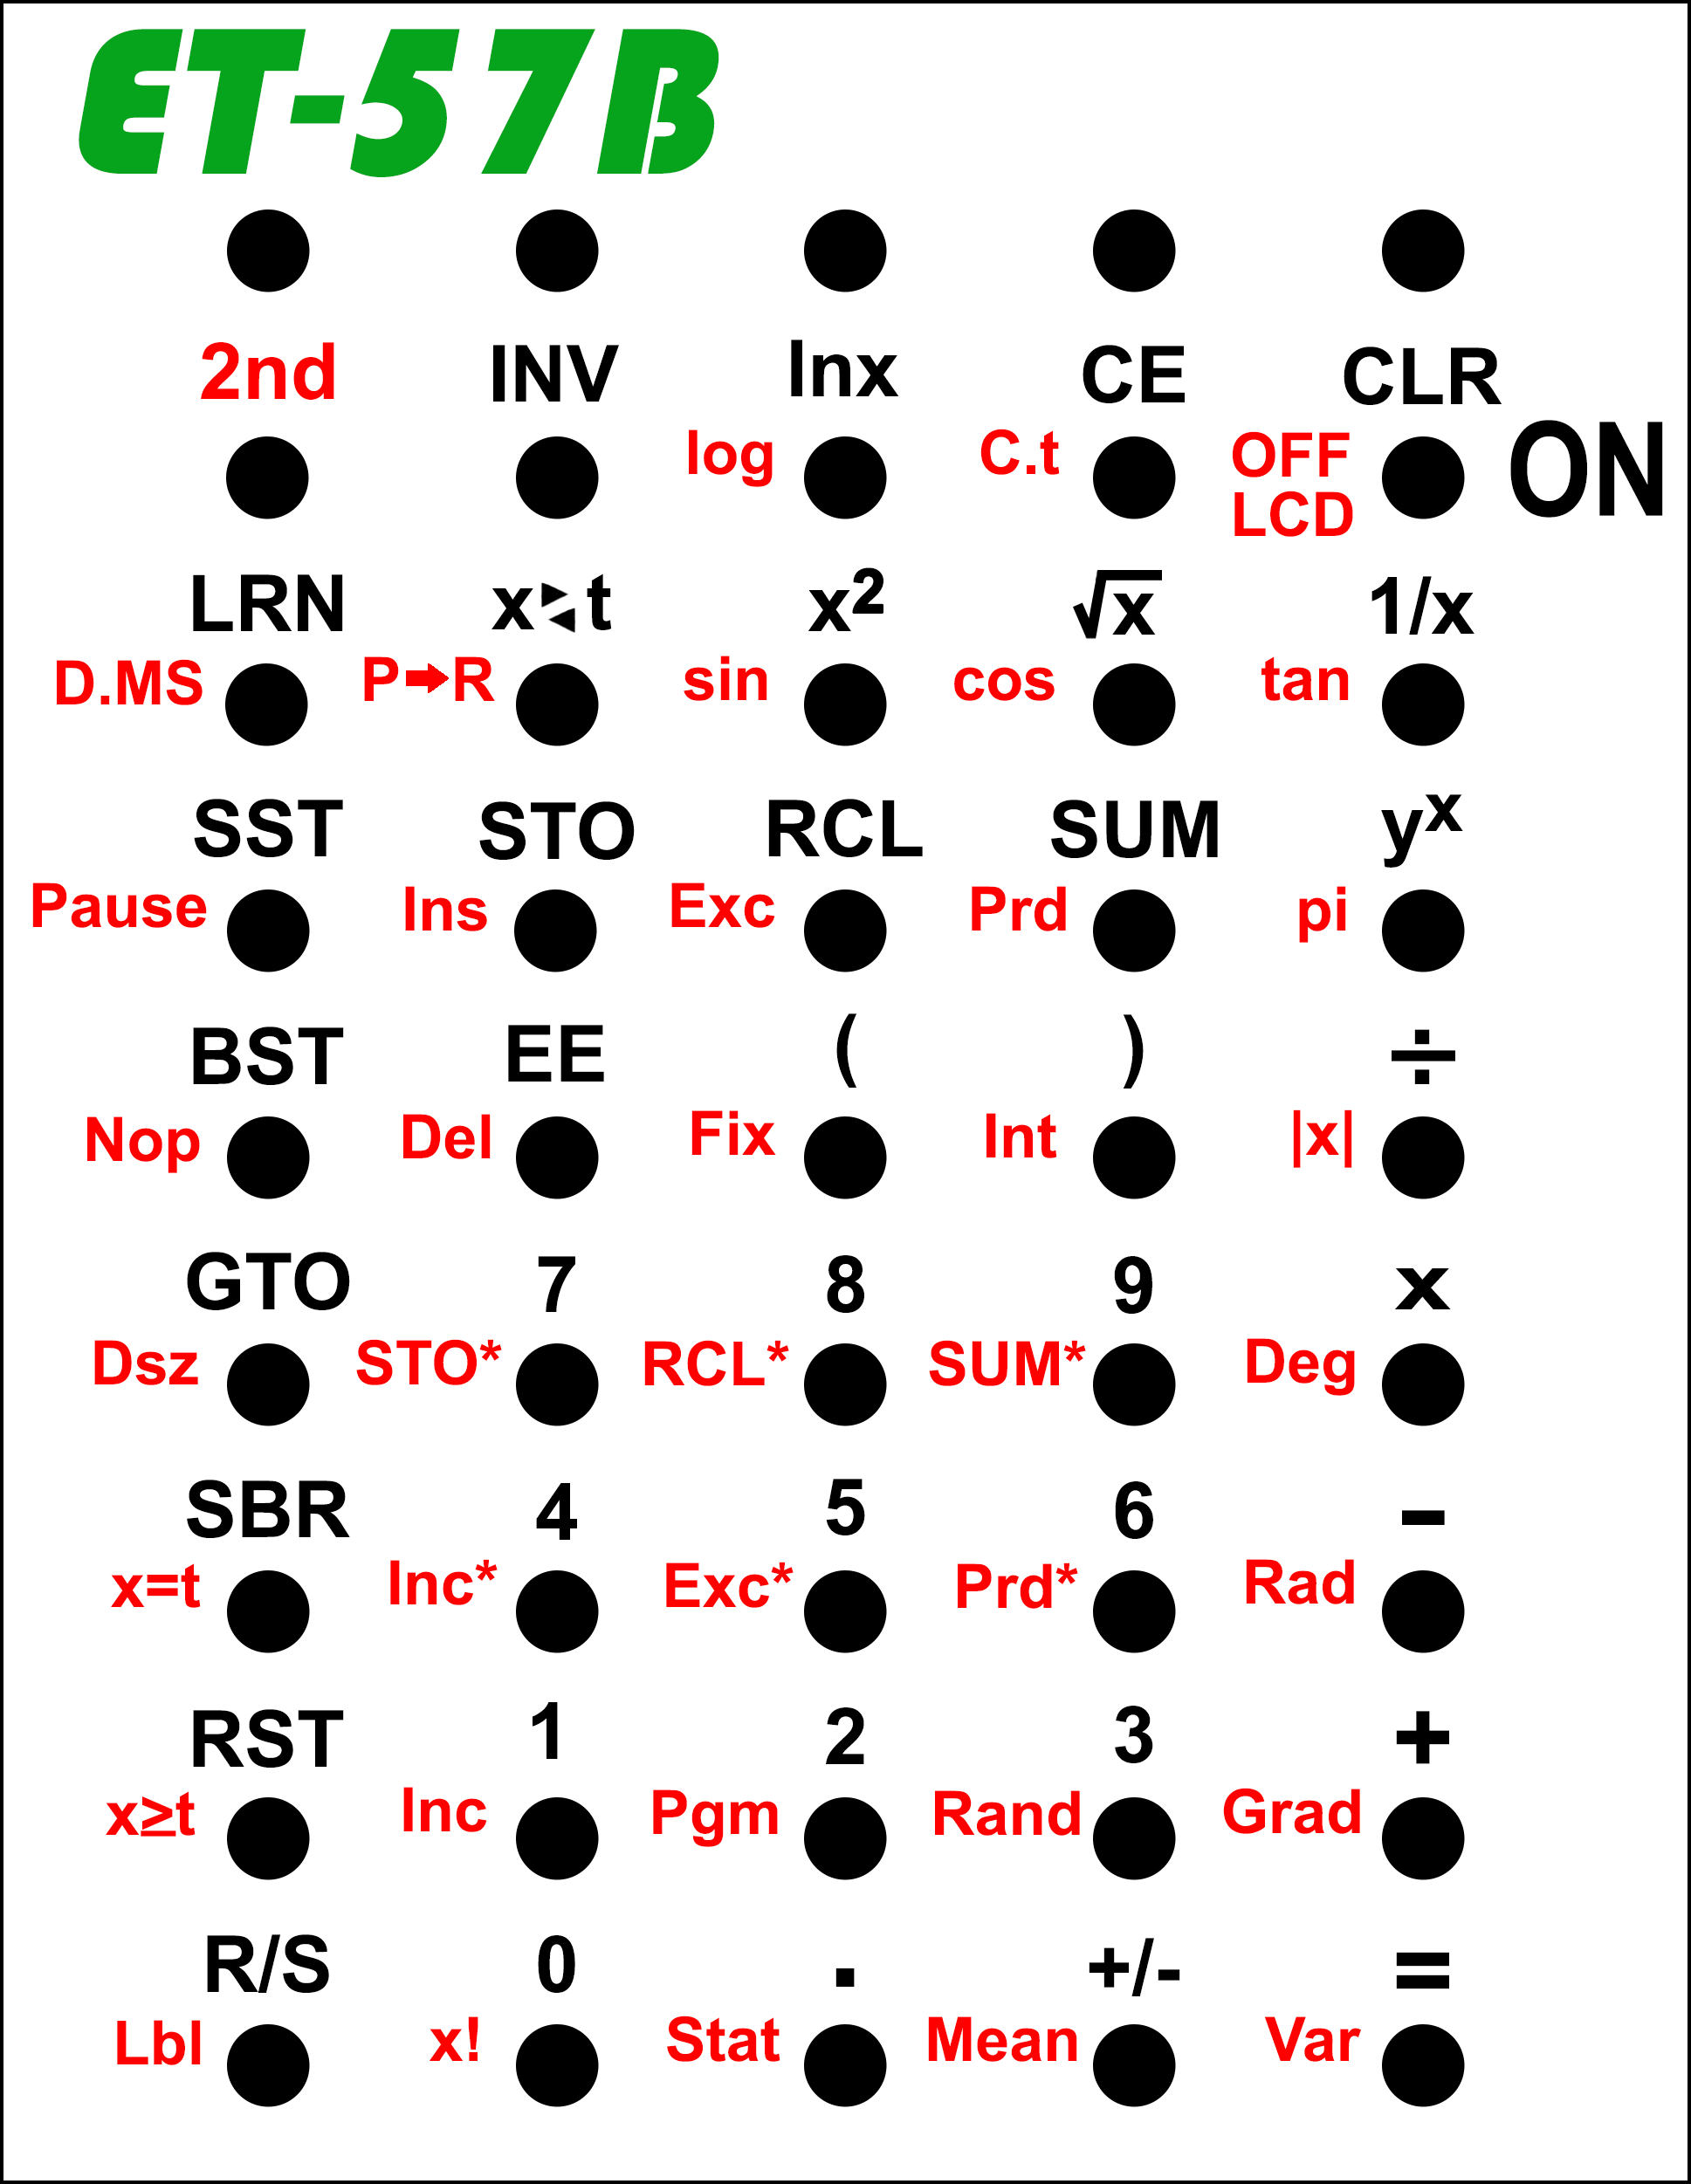 ET-57B
2nd INV lnx CE CLR
log C.t OFF LCD ON
LRN x⇄t x² √x 1/x
D.MS P➡R sin cos tan
SST STO RCL SUM yˣ
Pause Ins Exc Prd pi
BST EE ( ) ÷
Nop Del Fix Int |x|
GTO 7 8 9 x
Dsz STO* RCL* SUM* Deg
SBR 4 5 6 -
x=t Inc* Exc* Prd* Rad
RST 1 2 3 +
x≥t Inc Pgm Rand Grad
R/S 0 . +/- =
Lbl x! Stat Mean Var